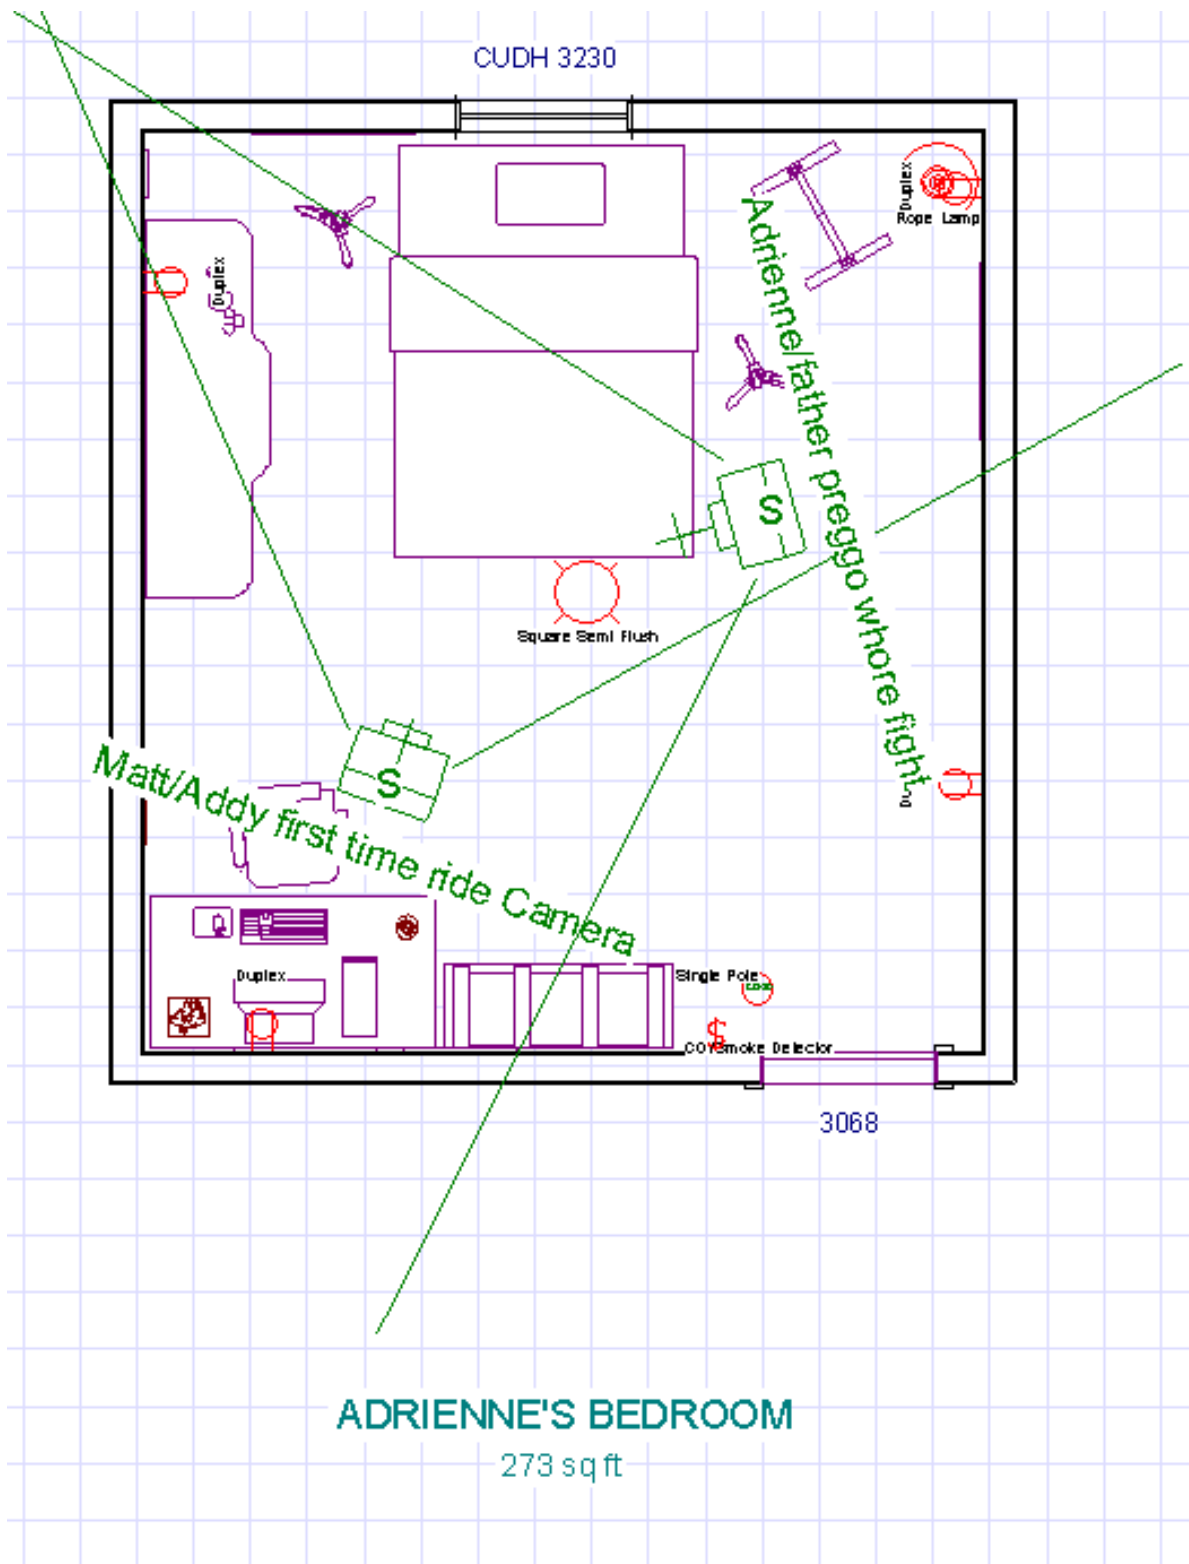 CUDH 3230
Duplex
Rope Lamp
Duplex
Adrienne/father preggo whore fight
S
Square Semi Flush
S
Matt/Addy first time ride Camera
Duplex
Single Pole
$
CO/Smoke Detector
3068
ADRIENNE'S BEDROOM
273 sq ft